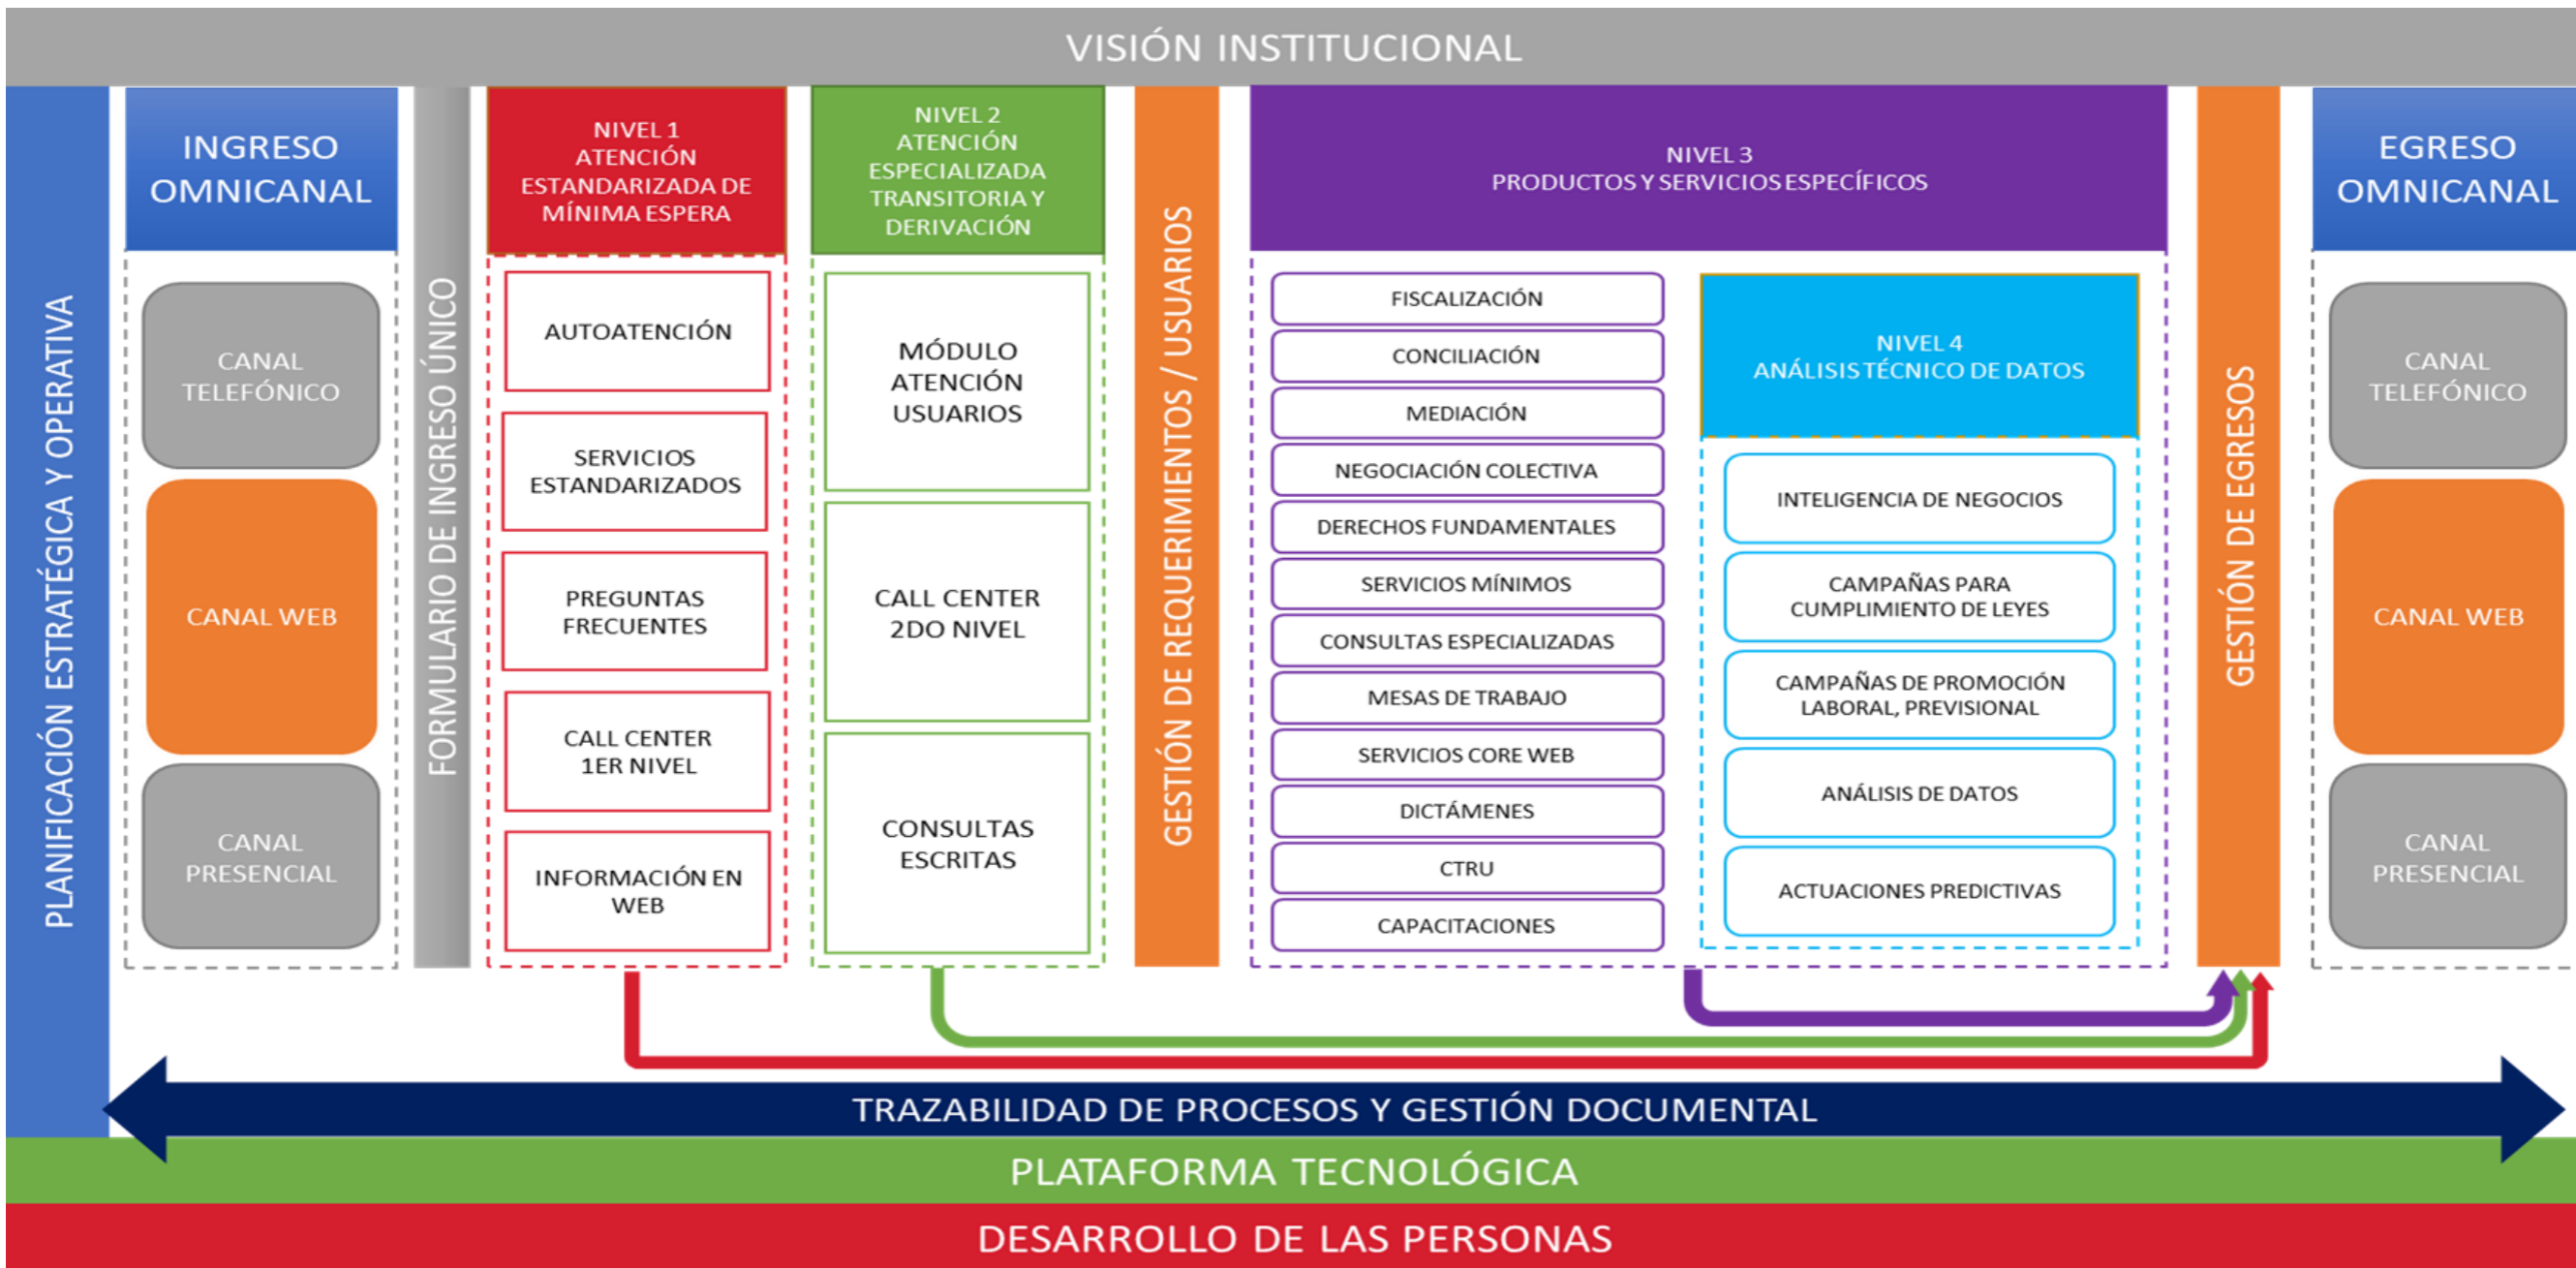 VISIÓN INSTITUCIONAL
PLANIFICACIÓN ESTRATÉGICA Y OPERATIVA
INGRESO
OMNICANAL
CANAL
TELEFÓNICO
CANAL WEB
CANAL
PRESENCIAL
FORMULARIO DE INGRESO ÚNICO
NIVEL 1
ATENCIÓN
ESTANDARIZADA DE
MÍNIMA ESPERA
AUTOATENCIÓN
SERVICIOS
ESTANDARIZADOS
PREGUNTAS
FRECUENTES
CALL CENTER
1ER NIVEL
INFORMACIÓN EN
WEB
NIVEL 2
ATENCIÓN
ESPECIALIZADA
TRANSITORIA Y
DERIVACIÓN
MÓDULO
ATENCIÓN
USUARIOS
CALL CENTER
2DO NIVEL
CONSULTAS
ESCRITAS
GESTIÓN DE REQUERIMIENTOS / USUARIOS
NIVEL 3
PRODUCTOS Y SERVICIOS ESPECÍFICOS
FISCALIZACIÓN
CONCILIACIÓN
MEDIACIÓN
NEGOCIACIÓN COLECTIVA
DERECHOS FUNDAMENTALES
SERVICIOS MÍNIMOS
CONSULTAS ESPECIALIZADAS
MESAS DE TRABAJO
SERVICIOS CORE WEB
DICTÁMENES
CTRU
CAPACITACIONES
NIVEL 4
ANÁLISIS TÉCNICO DE DATOS
INTELIGENCIA DE NEGOCIOS
CAMPAÑAS PARA
CUMPLIMIENTO DE LEYES
CAMPAÑAS DE PROMOCIÓN
LABORAL, PREVISIONAL
ANÁLISIS DE DATOS
ACTUACIONES PREDICTIVAS
GESTIÓN DE EGRESOS
EGRESO
OMNICANAL
CANAL
TELEFÓNICO
CANAL WEB
CANAL
PRESENCIAL
TRAZABILIDAD DE PROCESOS Y GESTIÓN DOCUMENTAL
PLATAFORMA TECNOLÓGICA
DESARROLLO DE LAS PERSONAS